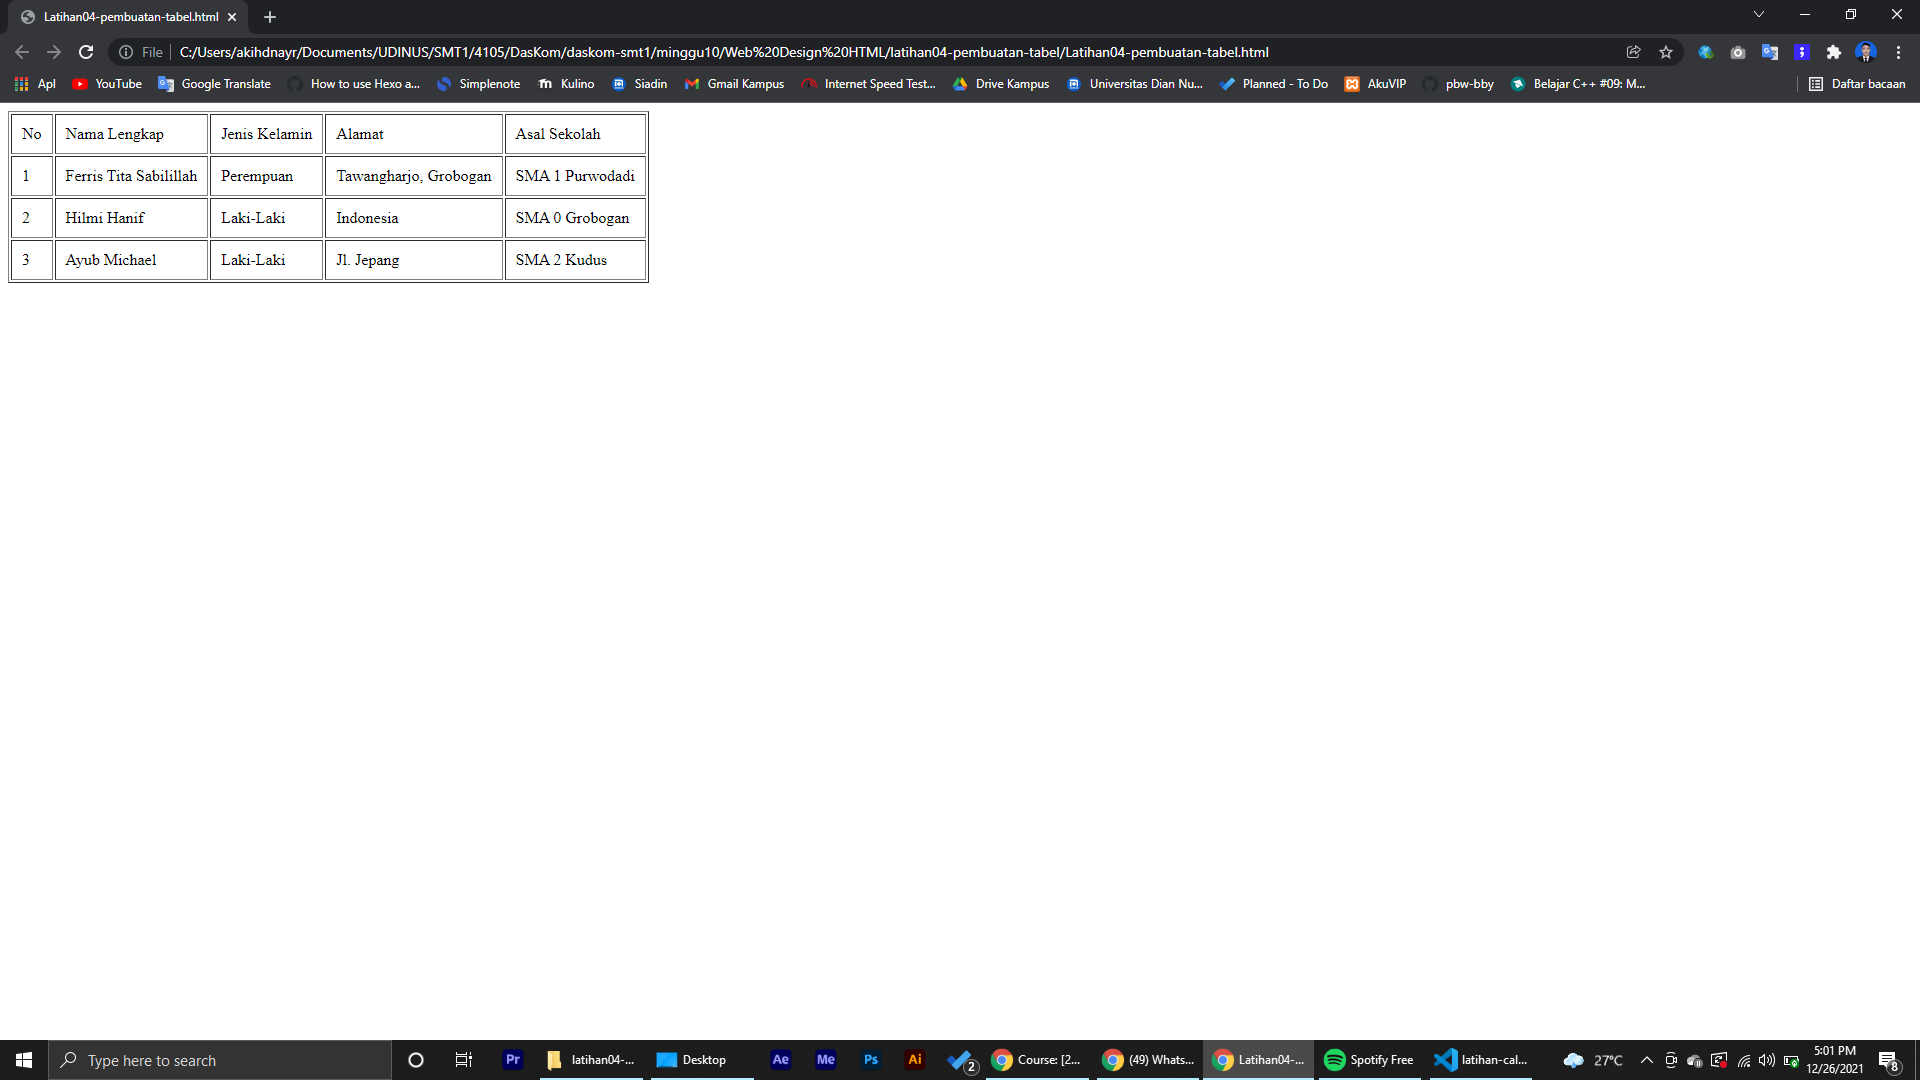 Latihan04-pembuatan-tabel.html
File C:/Users/akihdnayr/Documents/UDINUS/SMT1/4105/DasKom/daskom-smt1/minggu10/Web%20Design%20HTML/latihan04-pembuatan-tabel/Latihan04-pembuatan-tabel.html
Apl YouTube Google Translate How to use Hexo a... Simplenote Kulino Siadin Gmail Kampus Internet Speed Test... Drive Kampus Universitas Dian Nu... Planned - To Do AkuVIP pbw-bby Belajar C++ #09: M... Daftar bacaan
No Nama Lengkap Jenis Kelamin Alamat Asal Sekolah
1 Ferris Tita Sabilillah Perempuan Tawangharjo, Grobogan SMA 1 Purwodadi
2 Hilmi Hanif Laki-Laki Indonesia SMA 0 Grobogan
3 Ayub Michael Laki-Laki Jl. Jepang SMA 2 Kudus
Type here to search Pr latihan04-... Desktop Ae Me Ps Ai 2 Course: [2... (49) Whats... Latihan04-... Spotify Free latihan-cal... 27°C 5:01 PM 8
12/26/2021